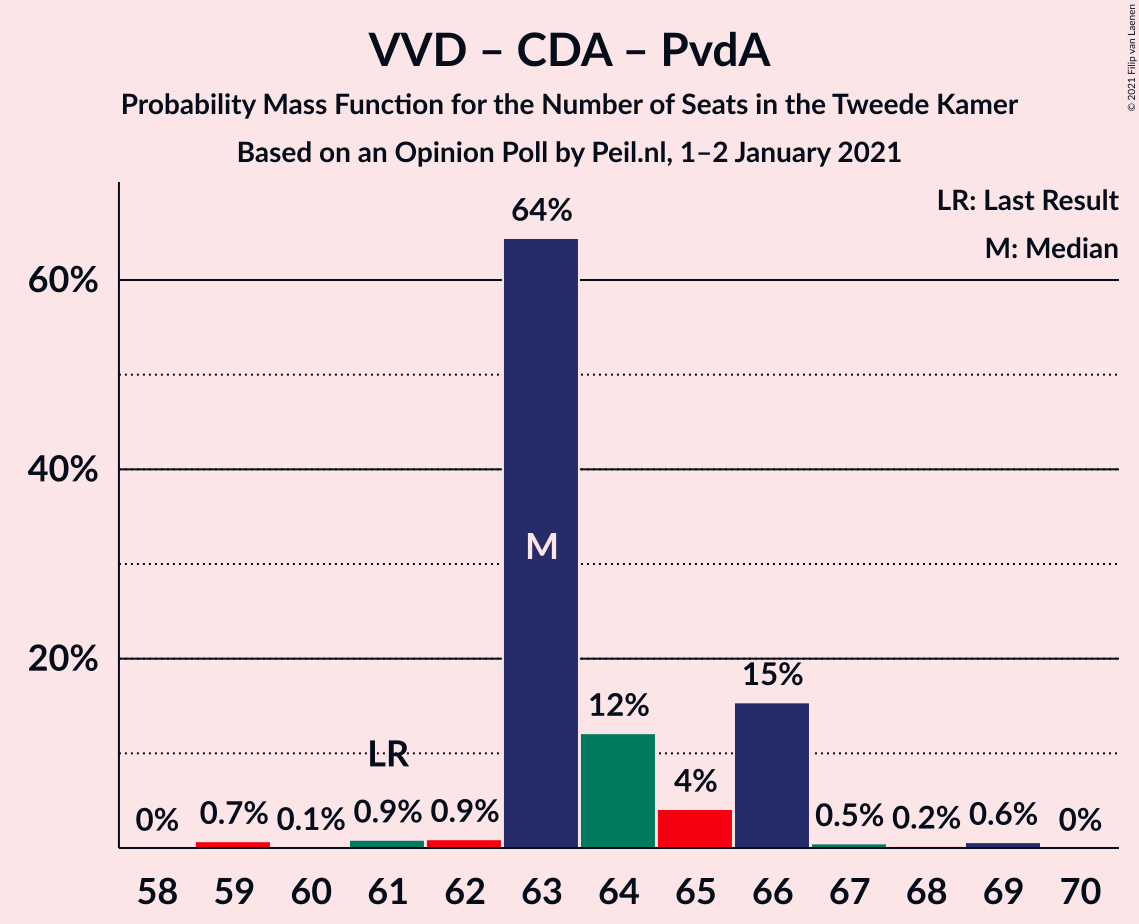 VVD – CDA – PvdA
Probability Mass Function for the Number of Seats in the Tweede Kamer
Based on an Opinion Poll by Peil.nl, 1–2 January 2021
© 2021 Filip van Laenen
LR: Last Result
M: Median
60%
40%
20%
64%
M
15%
12%
LR
4%
0%
0.7%
0.1%
0.9%
0.9%
0.5%
0.2%
0.6%
0%
58 59 60 61 62 63 64 65 66 67 68 69 70